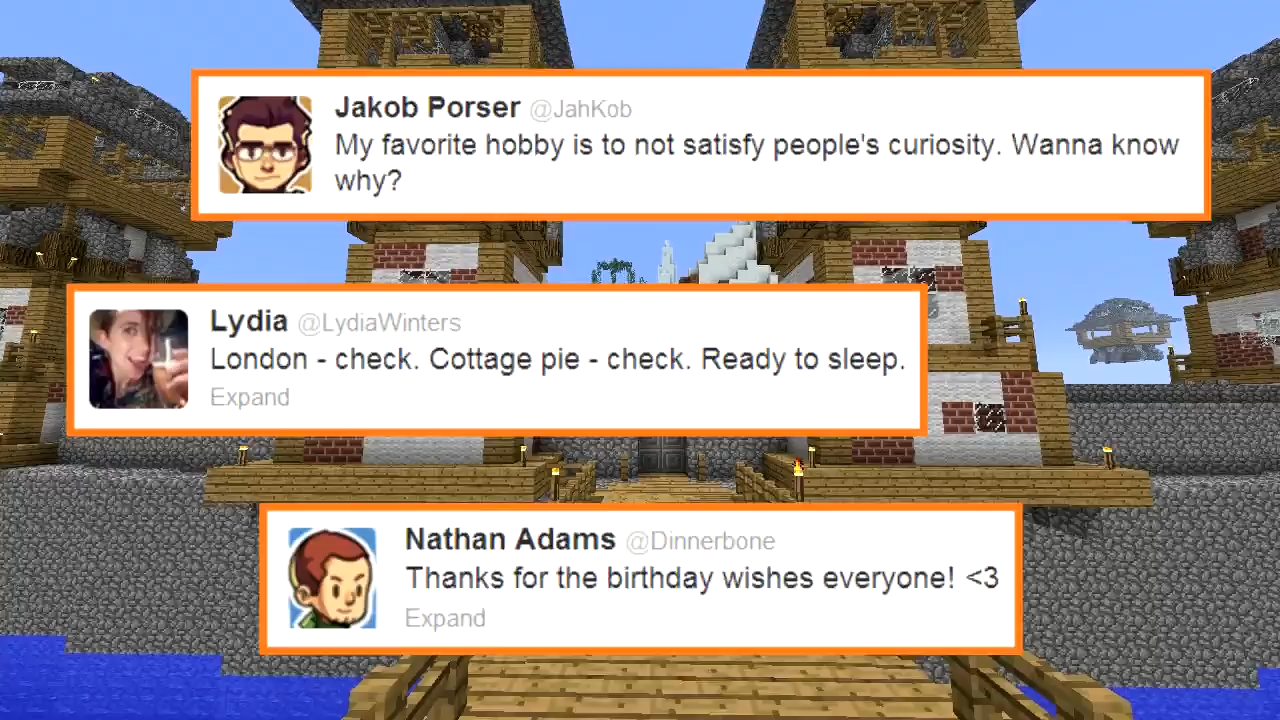 Jakob Porser @JahKob
My favorite hobby is to not satisfy people's curiosity. Wanna know
why?
Lydia @LydiaWinters
London - check. Cottage pie - check. Ready to sleep.
Expand
Nathan Adams @Dinnerbone
Thanks for the birthday wishes everyone! <3
Expand